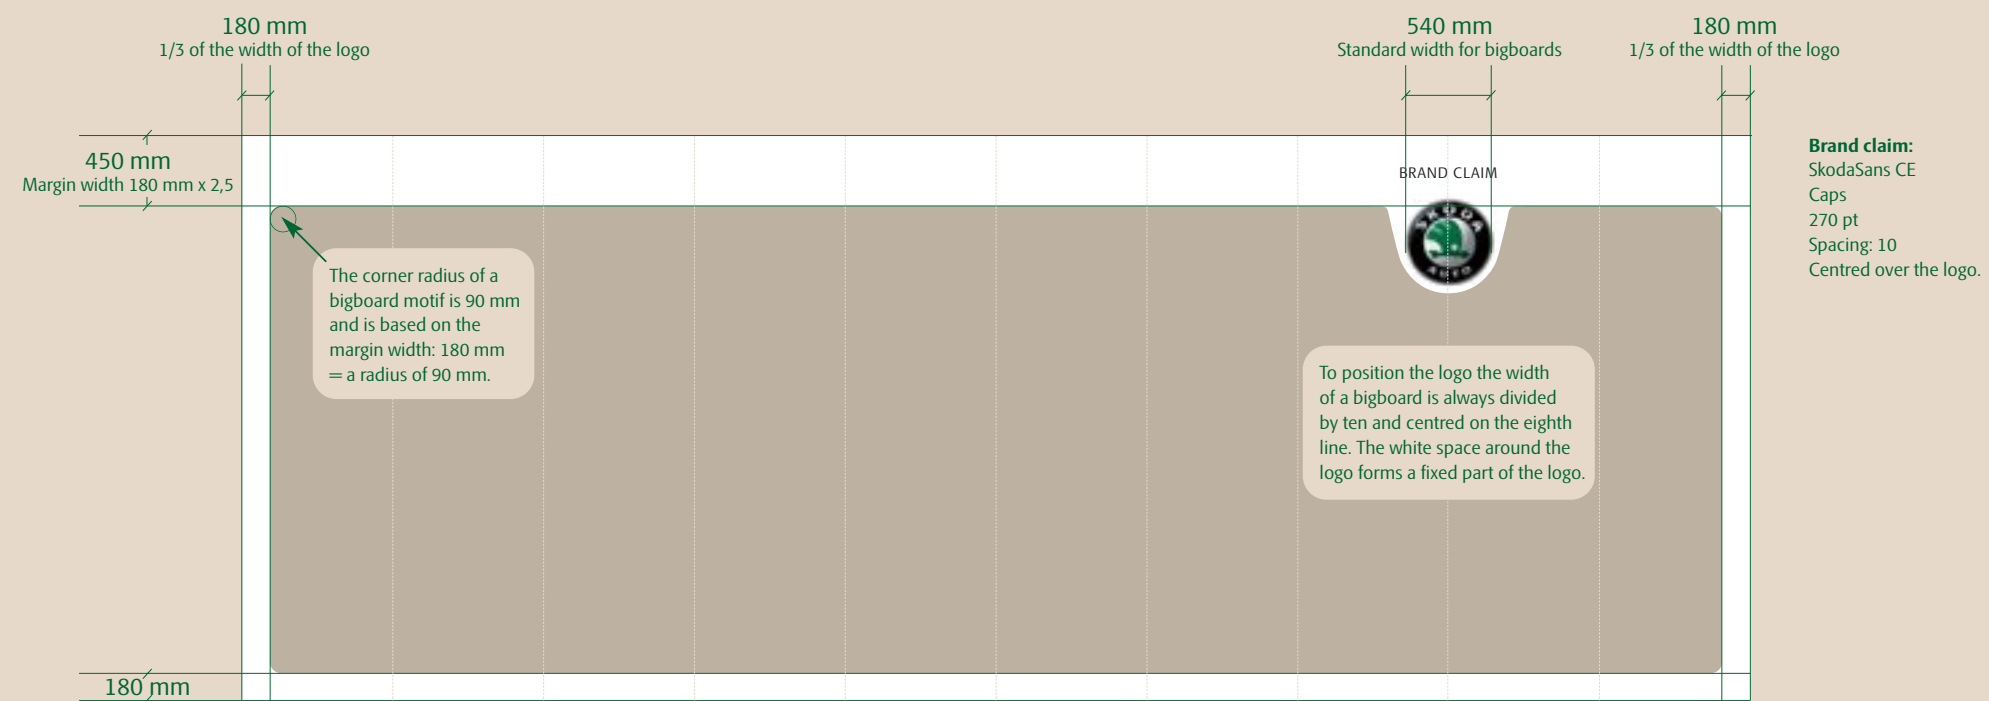 180 mm
1/3 of the width of the logo
540 mm
Standard width for bigboards
180 mm
1/3 of the width of the logo
450 mm
Margin width 180 mm x 2,5
BRAND CLAIM
ŠKODA
AUTO
Brand claim:
SkodaSans CE
Caps
270 pt
Spacing: 10
Centred over the logo.
The corner radius of a
bigboard motif is 90 mm
and is based on the
margin width: 180 mm
= a radius of 90 mm.
To position the logo the width
of a bigboard is always divided
by ten and centred on the eighth
line. The white space around the
logo forms a fixed part of the logo.
180 mm